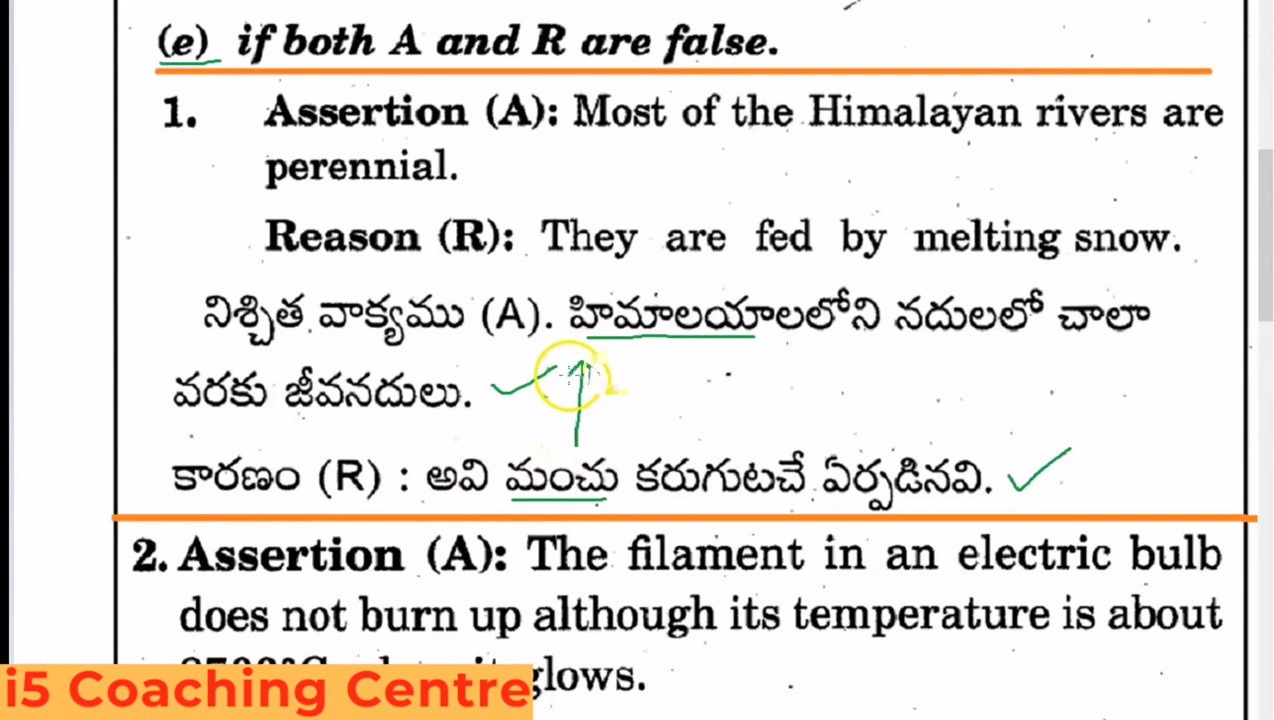 (e) if both A and R are false.
1. Assertion (A): Most of the Himalayan rivers are
perennial.
Reason (R): They are fed by melting snow.
నిశ్చిత వాక్యము (A). హిమాలయాలలోని నదులలో చాలా
వరకు జీవనదులు.
కారణం (R) : అవి మంచు కరుగుటచే ఏర్పడినవి.
2. Assertion (A): The filament in an electric bulb
does not burn up although its temperature is about
glows.
i5 Coaching Centre